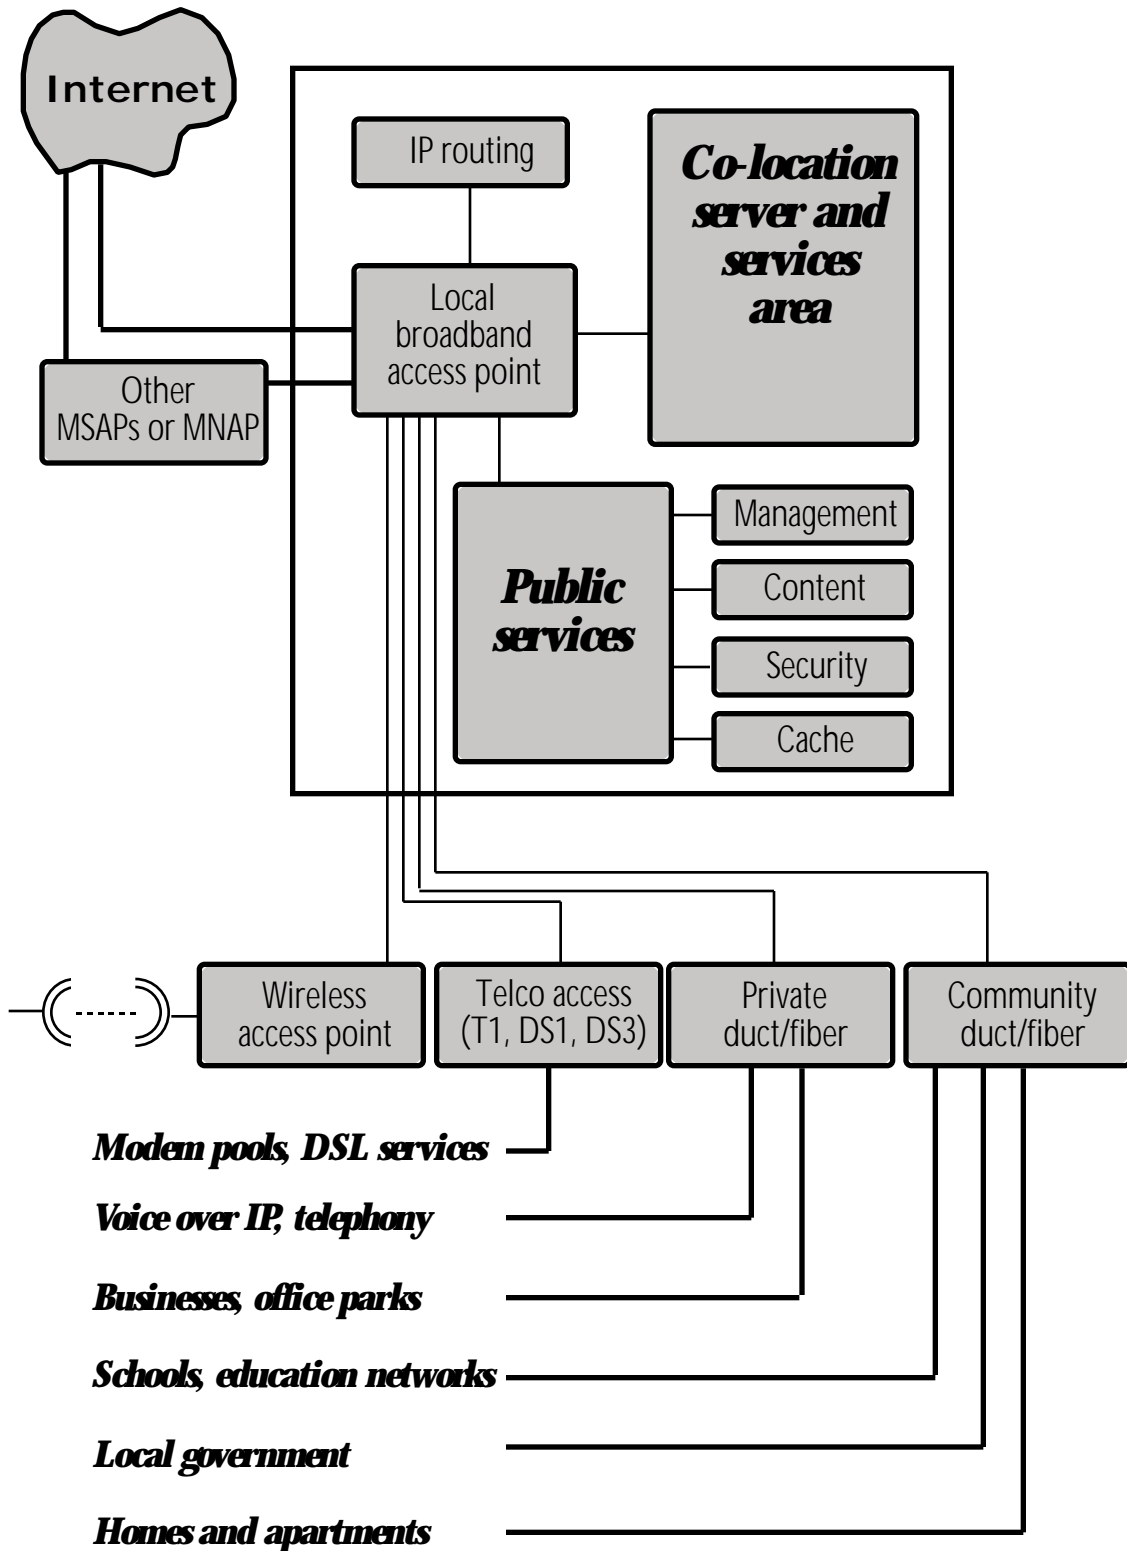 Internet
IP routing
Co-location
server and
services
area
Local
broadband
access point
Other
MSAPs or MNAP
Management
Public
services
Content
Security
Cache
Wireless
access point
Telco access
(T1, DS1, DS3)
Private
duct/fiber
Community
duct/fiber
Modem pools, DSL services
Voice over IP, telephony
Businesses, office parks
Schools, education networks
Local government
Homes and apartments